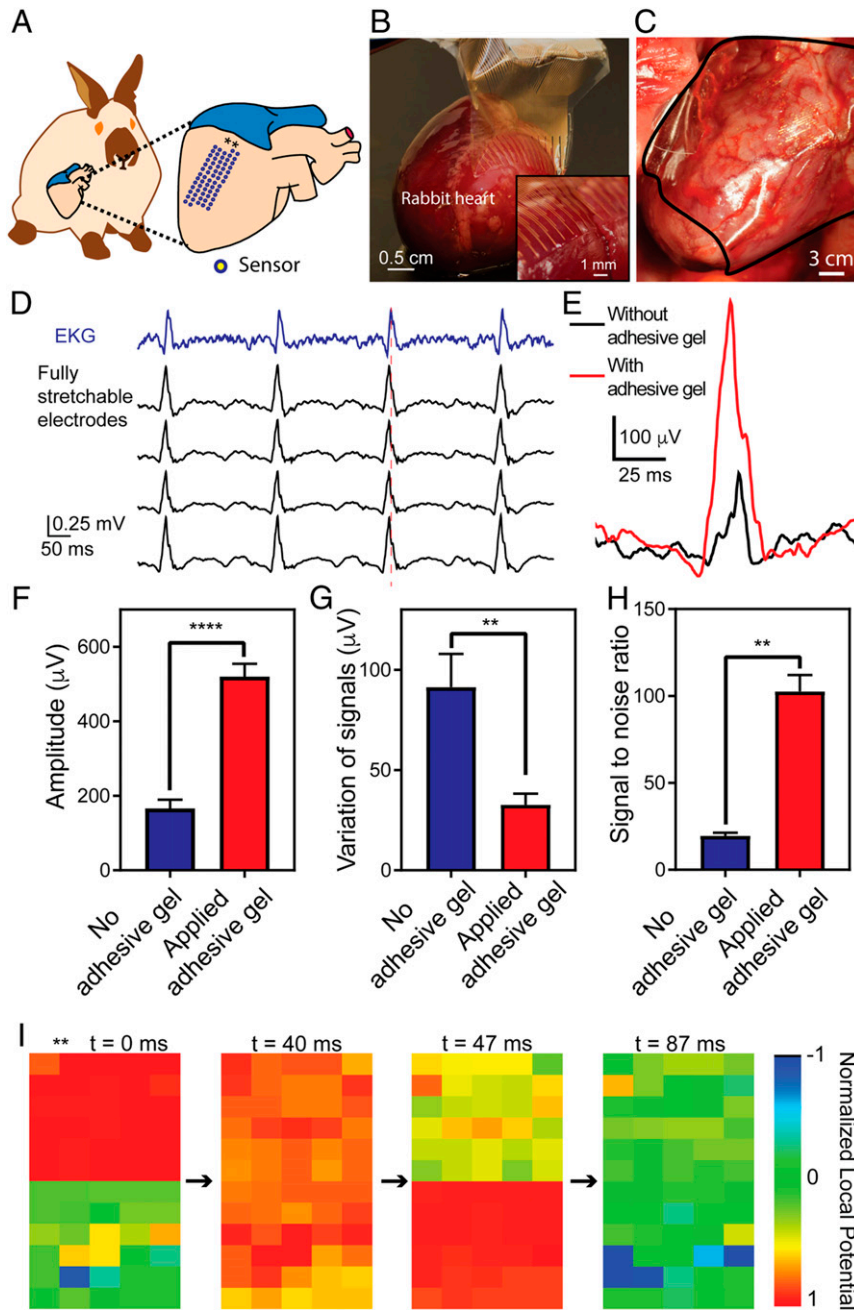 A
**
Sensor
B
Rabbit heart
0.5 cm
1 mm
C
3 cm
D
EKG
Fully
stretchable
electrodes
0.25 mV
50 ms
E
Without
adhesive gel
With
adhesive gel
100 μV
25 ms
F
Amplitude (μV)
600
400
200
0
****
No
adhesive gel
Applied
adhesive gel
G
Variation of signals (μV)
100
50
0
**
No
adhesive gel
Applied
adhesive gel
H
Signal to noise ratio
150
100
50
0
**
No
adhesive gel
Applied
adhesive gel
I
** t = 0 ms
t = 40 ms
t = 47 ms
t = 87 ms
-1
0
1
Normalized Local Potential